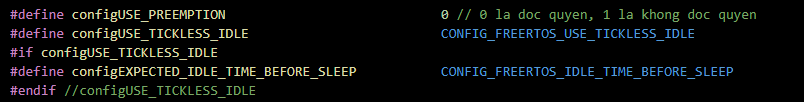 #define configUSE_PREEMPTION 0 // 0 la doc quyen, 1 la khong doc quyen
#define configUSE_TICKLESS_IDLE CONFIG_FREERTOS_USE_TICKLESS_IDLE
#if configUSE_TICKLESS_IDLE
#define configEXPECTED_IDLE_TIME_BEFORE_SLEEP CONFIG_FREERTOS_IDLE_TIME_BEFORE_SLEEP
#endif //configUSE_TICKLESS_IDLE